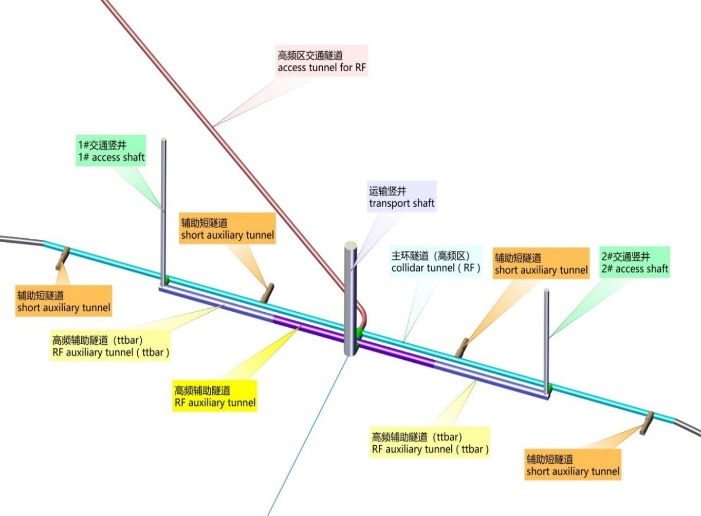 高频区交通隧道
access tunnel for RF
1#交通竖井
1# access shaft
运输竖井
transport shaft
辅助短隧道
short auxiliary tunnel
主环隧道（高频区）
collidar tunnel ( RF )
辅助短隧道
short auxiliary tunnel
2#交通竖井
2# access shaft
辅助短隧道
short auxiliary tunnel
高频辅助隧道（ttbar)
RF auxiliary tunnel ( ttbar )
高频辅助隧道
RF auxiliary tunnel
高频辅助隧道（ttbar)
RF auxiliary tunnel ( ttbar )
辅助短隧道
short auxiliary tunnel